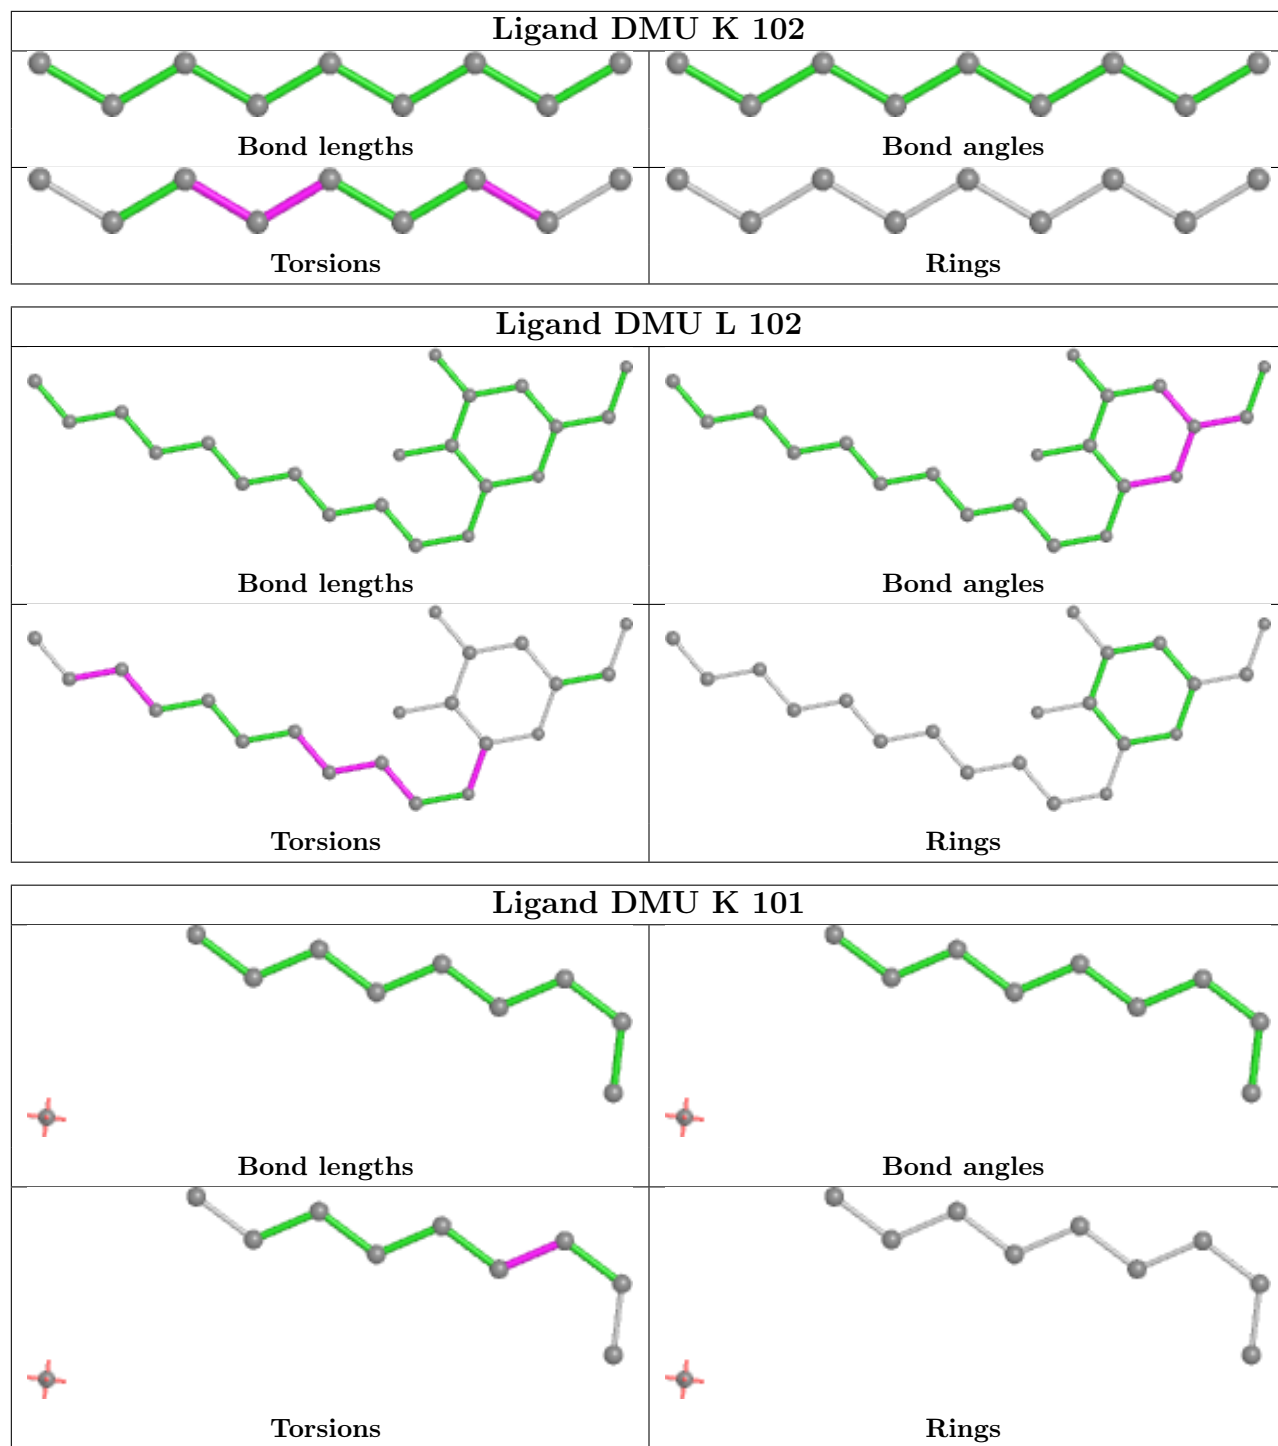 Ligand DMU K 102
Bond lengths
Bond angles
Torsions
Rings
Ligand DMU L 102
Bond lengths
Bond angles
Torsions
Rings
Ligand DMU K 101
Bond lengths
Bond angles
Torsions
Rings